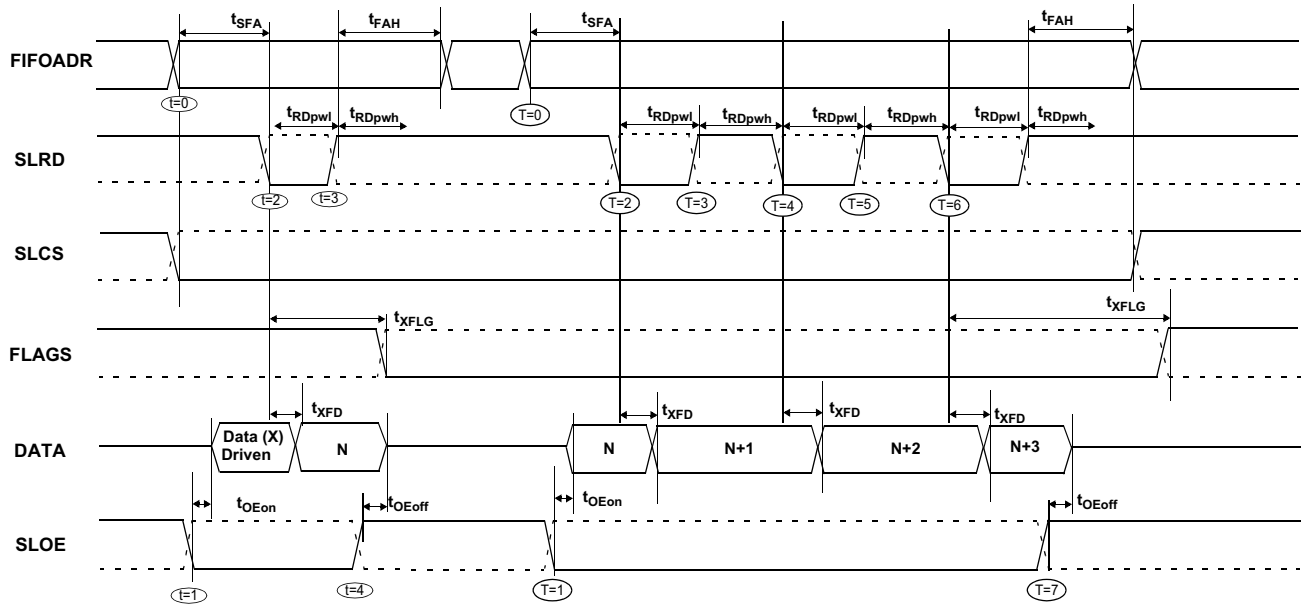 tSFA tFAH tSFA tFAH
FIFOADR
t=0 T=0
tRDpwl tRDpwh tRDpwl tRDpwh tRDpwl tRDpwh tRDpwl tRDpwh
SLRD
t=2 t=3 T=2 T=3 T=4 T=5 T=6
SLCS
tXFLG tXFLG
FLAGS
tXFD tXFD tXFD tXFD
DATA
Data (X)
Driven
N N N+1 N+2 N+3
tOEon tOEoff tOEon tOEoff
SLOE
t=1 t=4 T=1 T=7